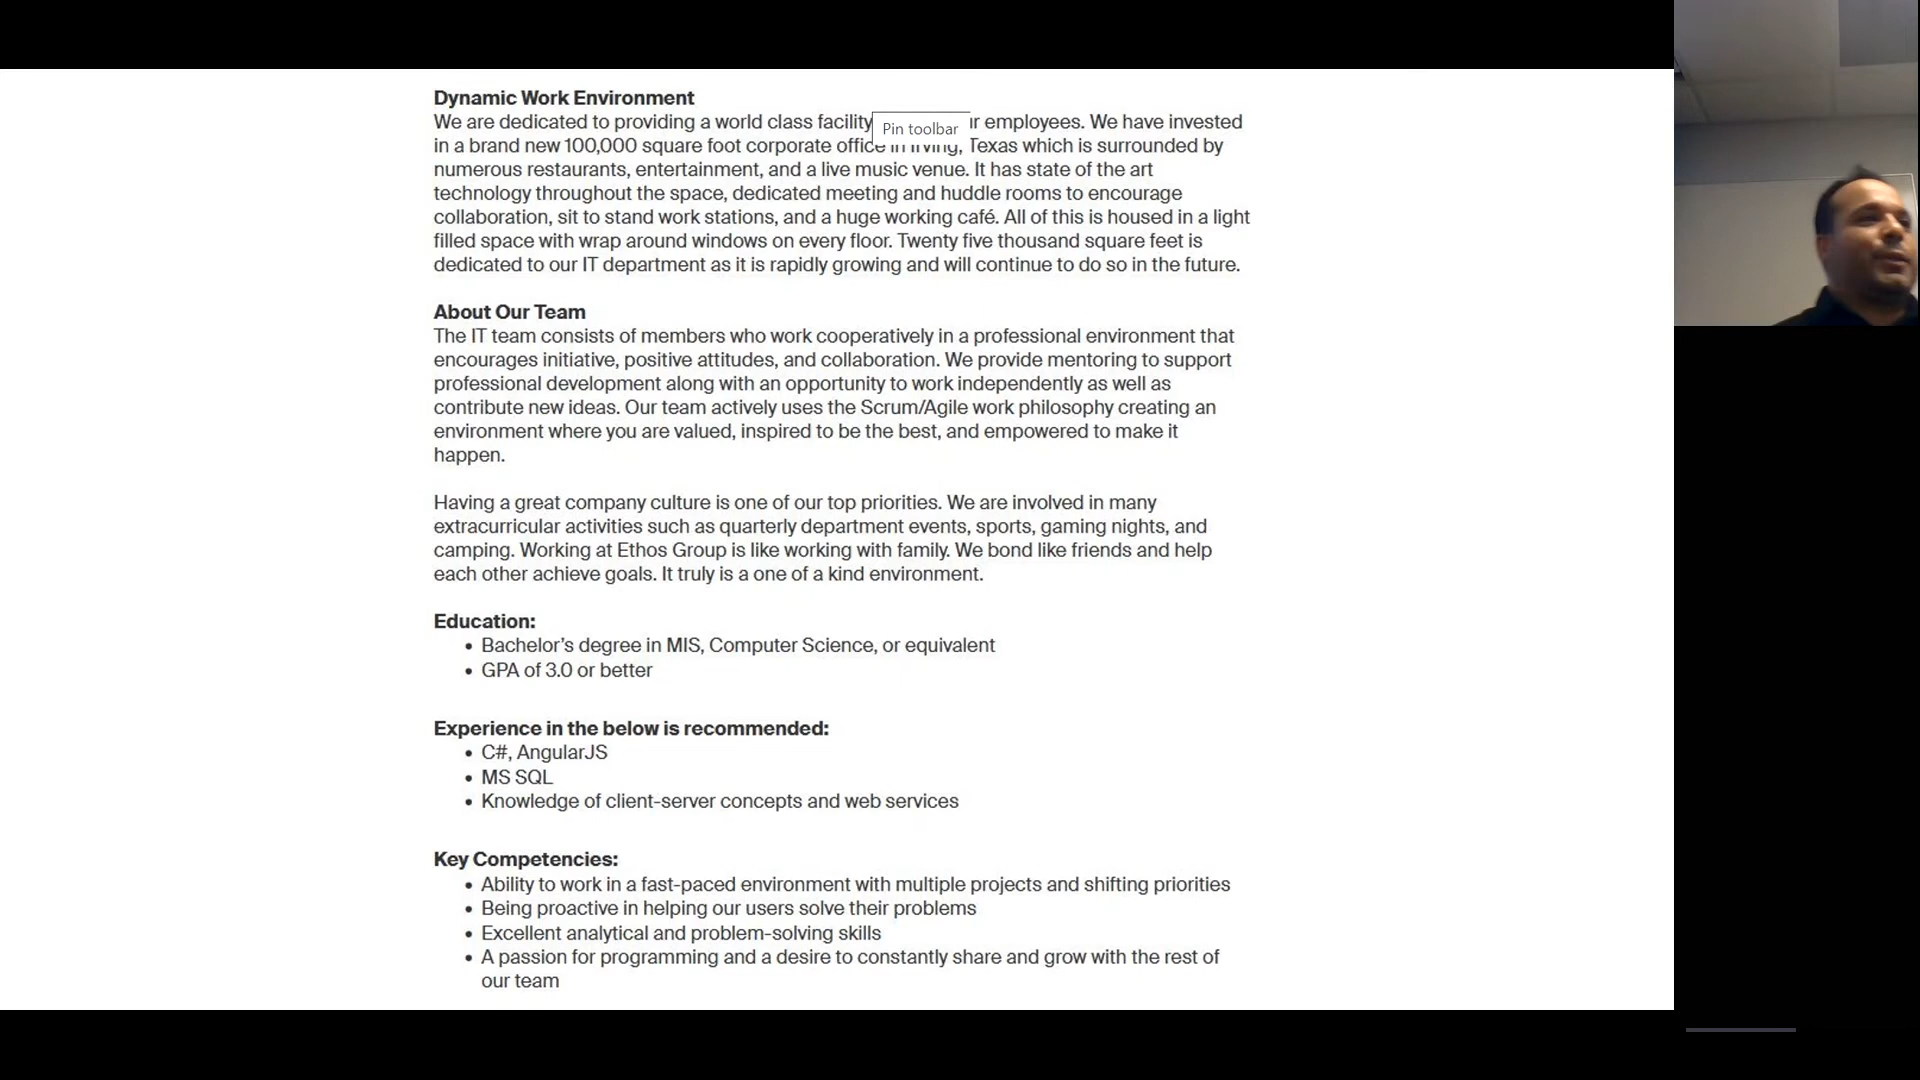 Dynamic Work Environment
We are dedicated to providing a world class facility r employees. We have invested
Pin toolbar
in a brand new 100,000 square foot corporate office in Irving, Texas which is surrounded by
numerous restaurants, entertainment, and a live music venue. It has state of the art
technology throughout the space, dedicated meeting and huddle rooms to encourage
collaboration, sit to stand work stations, and a huge working café. All of this is housed in a light
filled space with wrap around windows on every floor. Twenty five thousand square feet is
dedicated to our IT department as it is rapidly growing and will continue to do so in the future.
About Our Team
The IT team consists of members who work cooperatively in a professional environment that
encourages initiative, positive attitudes, and collaboration. We provide mentoring to support
professional development along with an opportunity to work independently as well as
contribute new ideas. Our team actively uses the Scrum/Agile work philosophy creating an
environment where you are valued, inspired to be the best, and empowered to make it
happen.
Having a great company culture is one of our top priorities. We are involved in many
extracurricular activities such as quarterly department events, sports, gaming nights, and
camping. Working at Ethos Group is like working with family. We bond like friends and help
each other achieve goals. It truly is a one of a kind environment.
Education:
• Bachelor’s degree in MIS, Computer Science, or equivalent
• GPA of 3.0 or better
Experience in the below is recommended:
• C#, AngularJS
• MS SQL
• Knowledge of client-server concepts and web services
Key Competencies:
• Ability to work in a fast-paced environment with multiple projects and shifting priorities
• Being proactive in helping our users solve their problems
• Excellent analytical and problem-solving skills
• A passion for programming and a desire to constantly share and grow with the rest of
our team